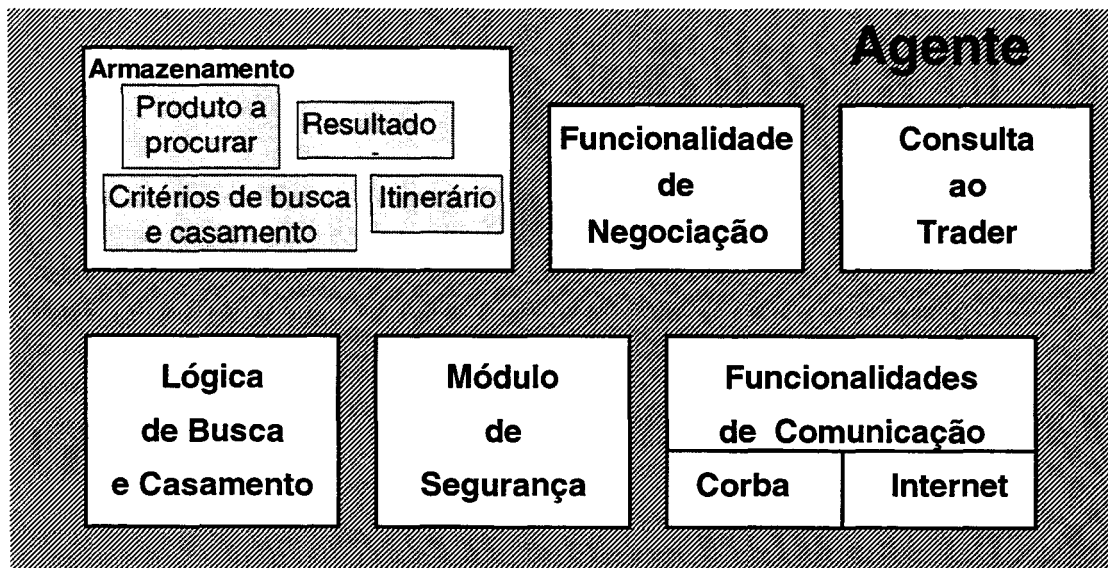 Agente
Armazenamento
Produto a
procurar
Resultado
Critérios de busca
e casamento
Itinerário
Funcionalidade
de
Negociação
Consulta
ao
Trader
Lógica
de Busca
e Casamento
Módulo
de
Segurança
Funcionalidades
de Comunicação
Corba
Internet